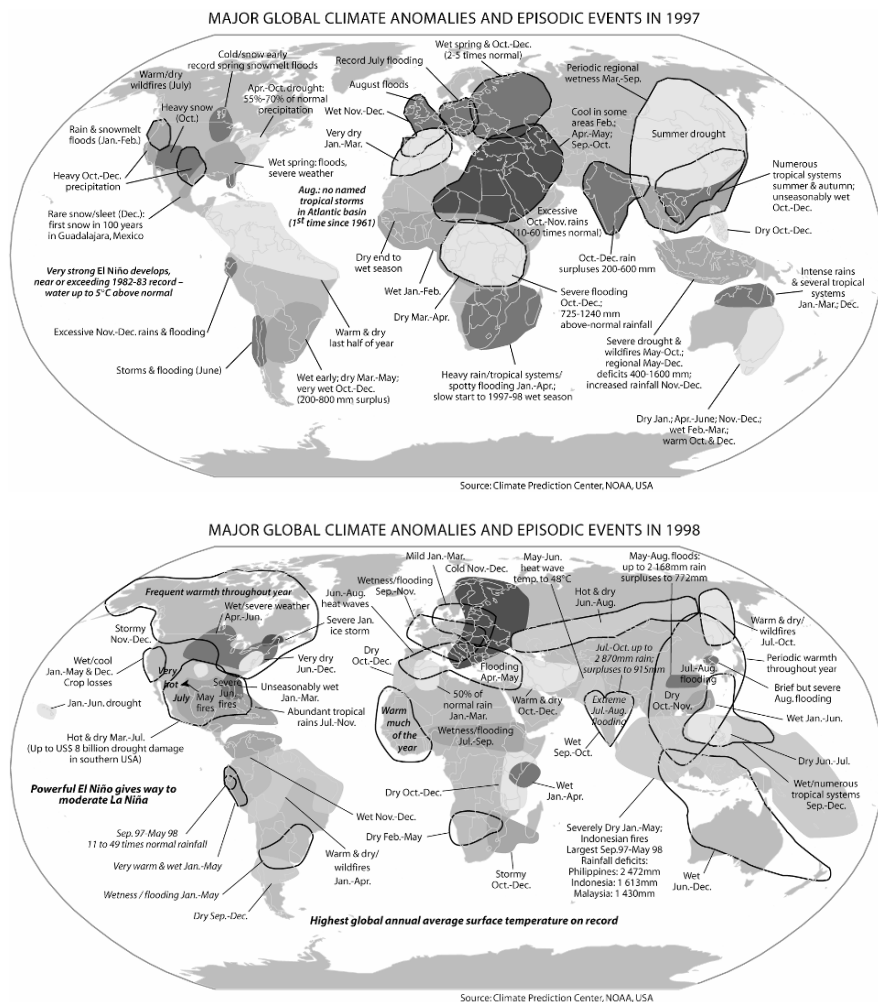 MAJOR GLOBAL CLIMATE ANOMALIES AND EPISODIC EVENTS IN 1997
Wet spring & Oct.-Dec.
(2-5 times normal)
Cold/snow early
record spring snowmelt floods
Record July flooding
Periodic regional
wetness Mar.-Sep.
Warm/dry
wildfires (July)
Apr.-Oct. drought:
55%-70% of normal
precipitation
August floods
Heavy snow
(Oct.)
Wet Nov.-Dec.
Cool in some
areas Feb.;
Apr.-May;
Sep.-Oct.
Rain & snowmelt
floods (Jan.-Feb.)
Very dry
Jan.-Mar.
Summer drought
Heavy Oct.-Dec.
precipitation
Wet spring: floods,
severe weather
Numerous
tropical systems
summer & autumn;
unseasonably wet
Oct.-Dec.
Aug.: no named
tropical storms
in Atlantic basin
(1st time since 1961)
Rare snow/sleet (Dec.):
first snow in 100 years
in Guadalajara, Mexico
Excessive
Oct.-Nov. rains
(10-60 times normal)
Dry Oct.-Dec.
Dry end to
wet season
Oct.-Dec. rain
surpluses 200-600 mm
Very strong El Niño develops,
near or exceeding 1982-83 record –
water up to 5°C above normal
Wet Jan.-Feb.
Severe flooding
Oct.-Dec.;
725-1240 mm
above-normal rainfall
Intense rains
& several tropical
systems
Jan.-Mar.; Dec.
Dry Mar.-Apr.
Excessive Nov.-Dec. rains & flooding
Warm & dry
last half of year
Severe drought &
wildfires May-Oct.;
regional May-Dec.
deficits 400-1600 mm;
increased rainfall Nov.-Dec.
Storms & flooding (June)
Wet early; dry Mar.-May;
very wet Oct.-Dec.
(200-800 mm surplus)
Heavy rain/tropical systems/
spotty flooding Jan.-Apr.;
slow start to 1997-98 wet season
Dry Jan.; Apr.-June; Nov.-Dec.;
wet Feb.-Mar.;
warm Oct. & Dec.
Source: Climate Prediction Center, NOAA, USA
MAJOR GLOBAL CLIMATE ANOMALIES AND EPISODIC EVENTS IN 1998
Mild Jan.-Mar.
Cold Nov.-Dec.
May-Jun.
heat wave
temp. to 48°C
May-Aug. floods:
up to 2 168mm rain
surpluses to 772mm
Frequent warmth throughout year
Jun.-Aug.
heat waves
Wetness/flooding
Sep.-Nov.
Hot & dry
Jun.-Aug.
Wet/severe weather
Apr.-Jun.
Severe Jan.
ice storm
Warm & dry/
wildfires
Jul.-Oct.
Stormy
Nov.-Dec.
Jul.-Oct. up to
2 870mm rain;
surpluses to 915mm
Wet/cool
Jan.-May & Dec.
Crop losses
Very dry
Jun.-Dec.
Dry
Oct.-Dec.
Flooding
Apr.-May
Jul.-Aug.
flooding
Periodic warmth
throughout year
Very
hot
July
May
fires
Severe
Jun.
fires
Unseasonably wet
Jan.-Mar.
50% of
normal rain
Jan.-Mar.
Warm & dry
Oct.-Dec.
Extreme
Jul.-Aug.
flooding
Dry
Oct.-Nov.
Brief but severe
Aug. flooding
Jan.-Jun. drought
Abundant tropical
rains Jul.-Nov.
Warm
much of
the year
Wet Jan.-Jun.
Wetness/flooding
Jul.-Sep.
Hot & dry Mar.-Jul.
(Up to US$ 8 billion drought damage
in southern USA)
Wet
Sep.-Oct.
Dry Jun.-Jul.
Powerful El Niño gives way to
moderate La Niña
Dry Oct.-Dec.
Wet
Jan.-Apr.
Wet/numerous
tropical systems
Sep.-Dec.
Wet Nov.-Dec.
Sep.97-May 98
11 to 49 times normal rainfall
Dry Feb.-May
Severely Dry Jan.-May;
Indonesian fires
Largest Sep.97-May 98
Rainfall deficits:
Philippines: 2 472mm
Indonesia: 1 613mm
Malaysia: 1 430mm
Very warm & wet Jan.-May
Warm & dry/
wildfires
Jan.-Apr.
Stormy
Oct.-Dec.
Wet
Jun.-Dec.
Wetness / flooding Jan.-May
Dry Sep.-Dec.
Highest global annual average surface temperature on record
Source: Climate Prediction Center, NOAA, USA